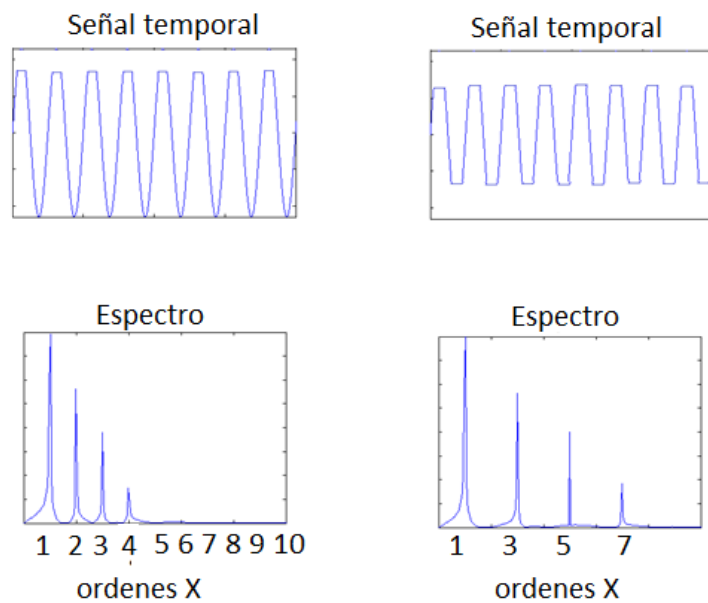 Señal temporal
Señal temporal
Espectro
Espectro
1 2 3 4 5 6 7 8 9 10
1 3 5 7
ordenes X
ordenes X